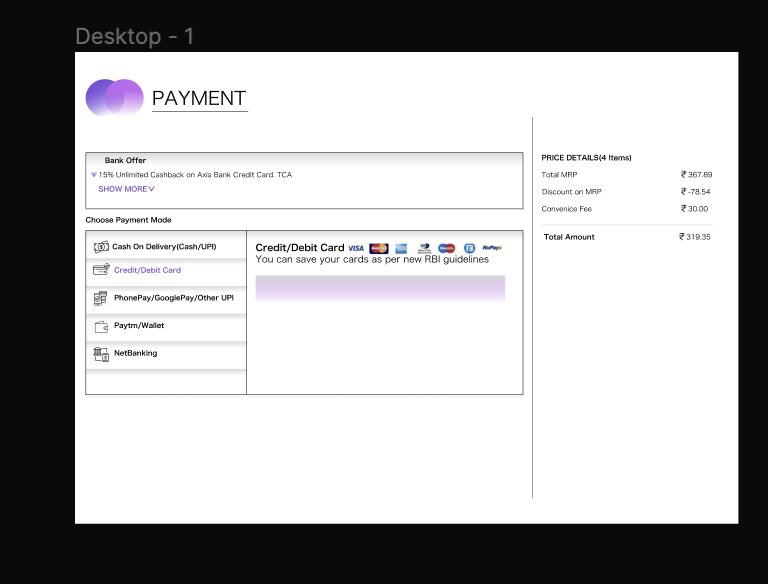 Desktop - 1
PAYMENT
Bank Offer
15% Unlimited Cashback on Axis Bank Credit Card. TCA
SHOW MORE
Choose Payment Mode
Cash On Delivery(Cash/UPI)
Credit/Debit Card
PhonePay/GooglePay/Other UPI
Paytm/Wallet
NetBanking
Credit/Debit Card VISA RuPay
You can save your cards as per new RBI guidelines
PRICE DETAILS(4 Items)
Total MRP ₹367.89
Discount on MRP ₹-78.54
Convenice Fee ₹30.00
Total Amount ₹319.35